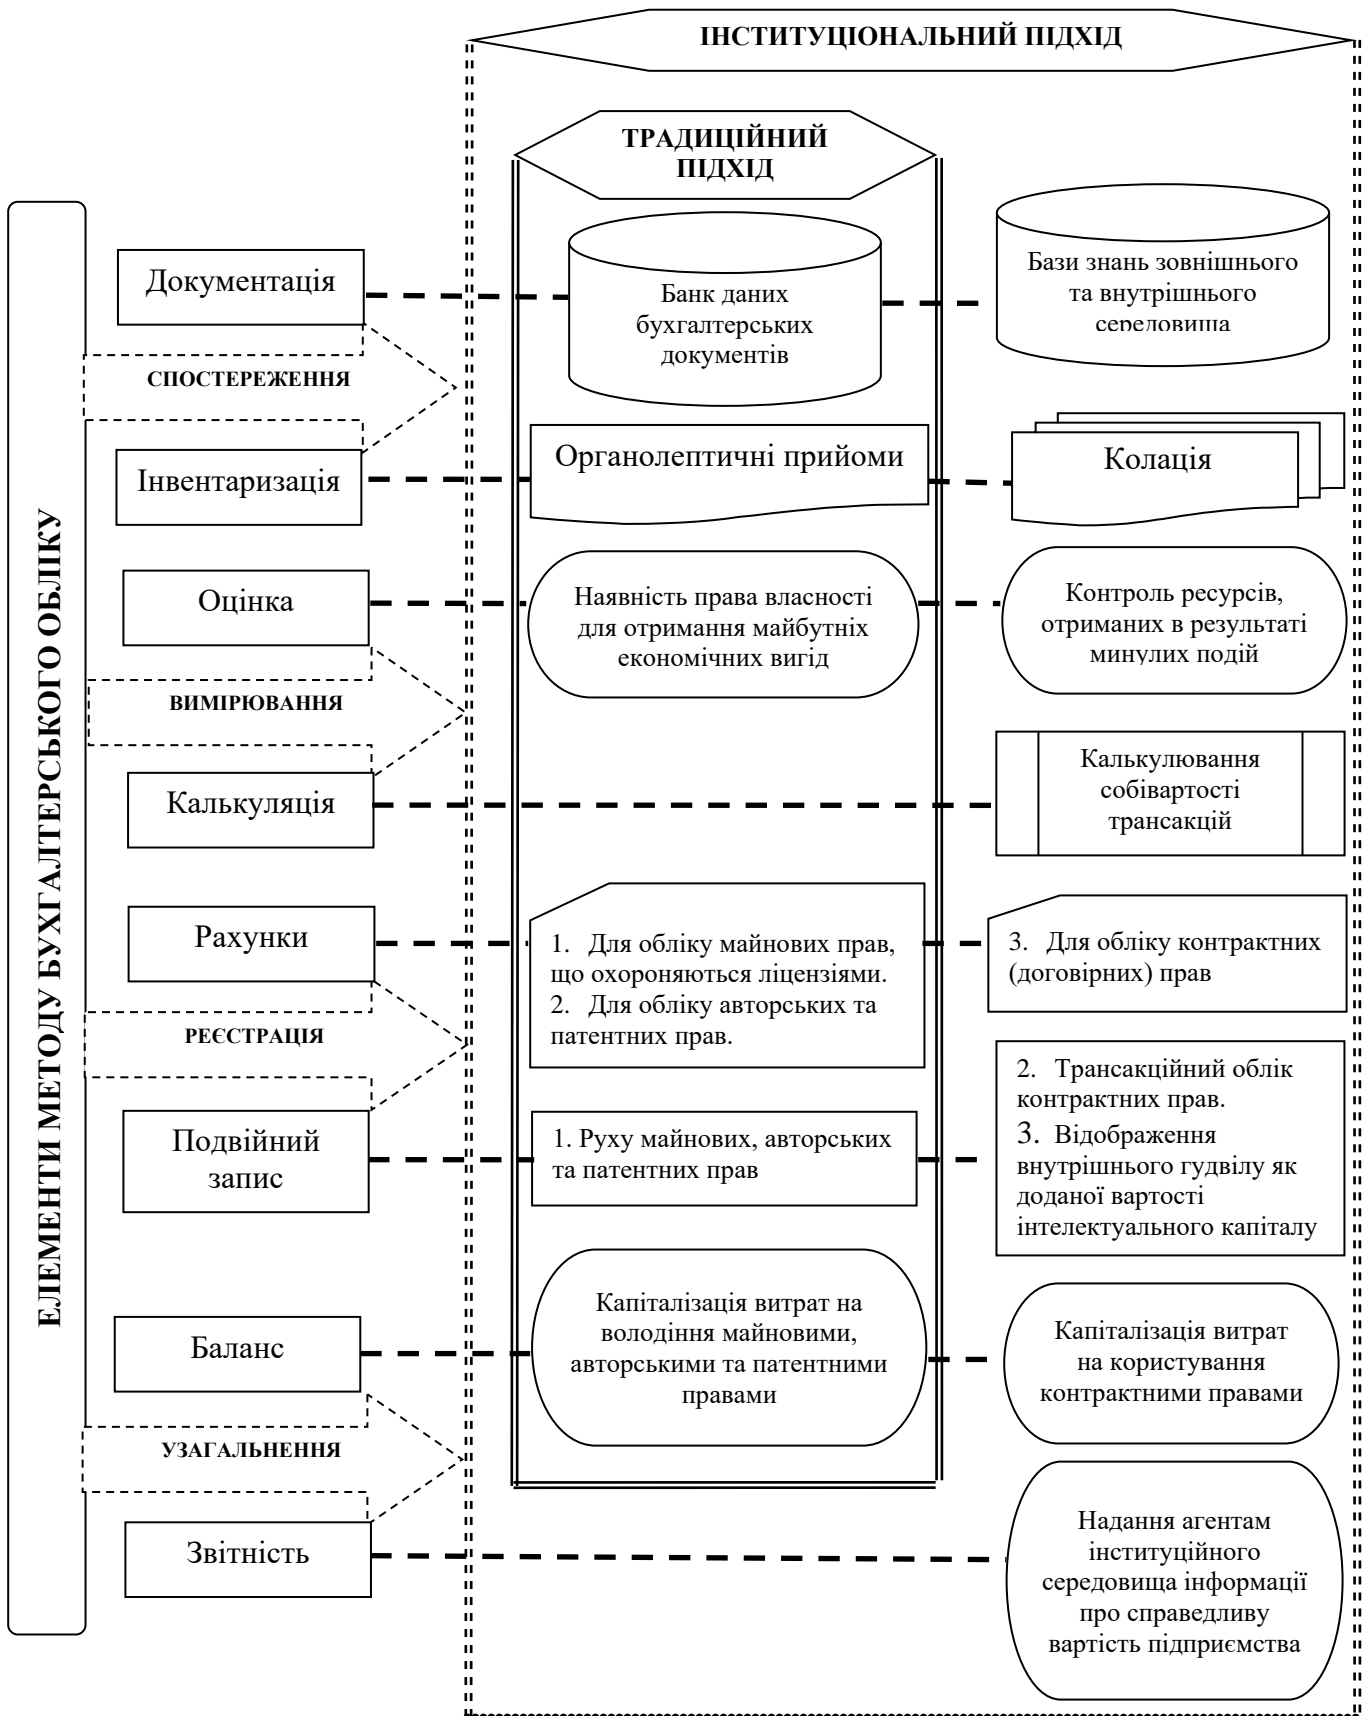 ІНСТИТУЦІОНАЛЬНИЙ ПІДХІД
ТРАДИЦІЙНИЙ
ПІДХІД
ЕЛЕМЕНТИ МЕТОДУ БУХГАЛТЕРСЬКОГО ОБЛІКУ
Документація
Банк даних
бухгалтерських
документів
Бази знань зовнішнього
та внутрішнього
середовища
СПОСТЕРЕЖЕННЯ
Інвентаризація
Органолептичні прийоми
Колація
Оцінка
Наявність права власності
для отримання майбутніх
економічних вигід
Контроль ресурсів,
отриманих в результаті
минулих подій
ВИМІРЮВАННЯ
Калькуляція
Калькулювання
собівартості
трансакцій
Рахунки
1. Для обліку майнових прав,
що охороняються ліцензіями.
2. Для обліку авторських та
патентних прав.
3. Для обліку контрактних
(договірних) прав
РЕЄСТРАЦІЯ
Подвійний
запис
1. Руху майнових, авторських
та патентних прав
2. Трансакційний облік
контрактних прав.
3. Відображення
внутрішнього гудвілу як
доданої вартості
інтелектуального капіталу
Баланс
Капіталізація витрат на
володіння майновими,
авторськими та патентними
правами
Капіталізація витрат
на користування
контрактними правами
УЗАГАЛЬНЕННЯ
Звітність
Надання агентам
інституційного
середовища інформації
про справедливу
вартість підприємства